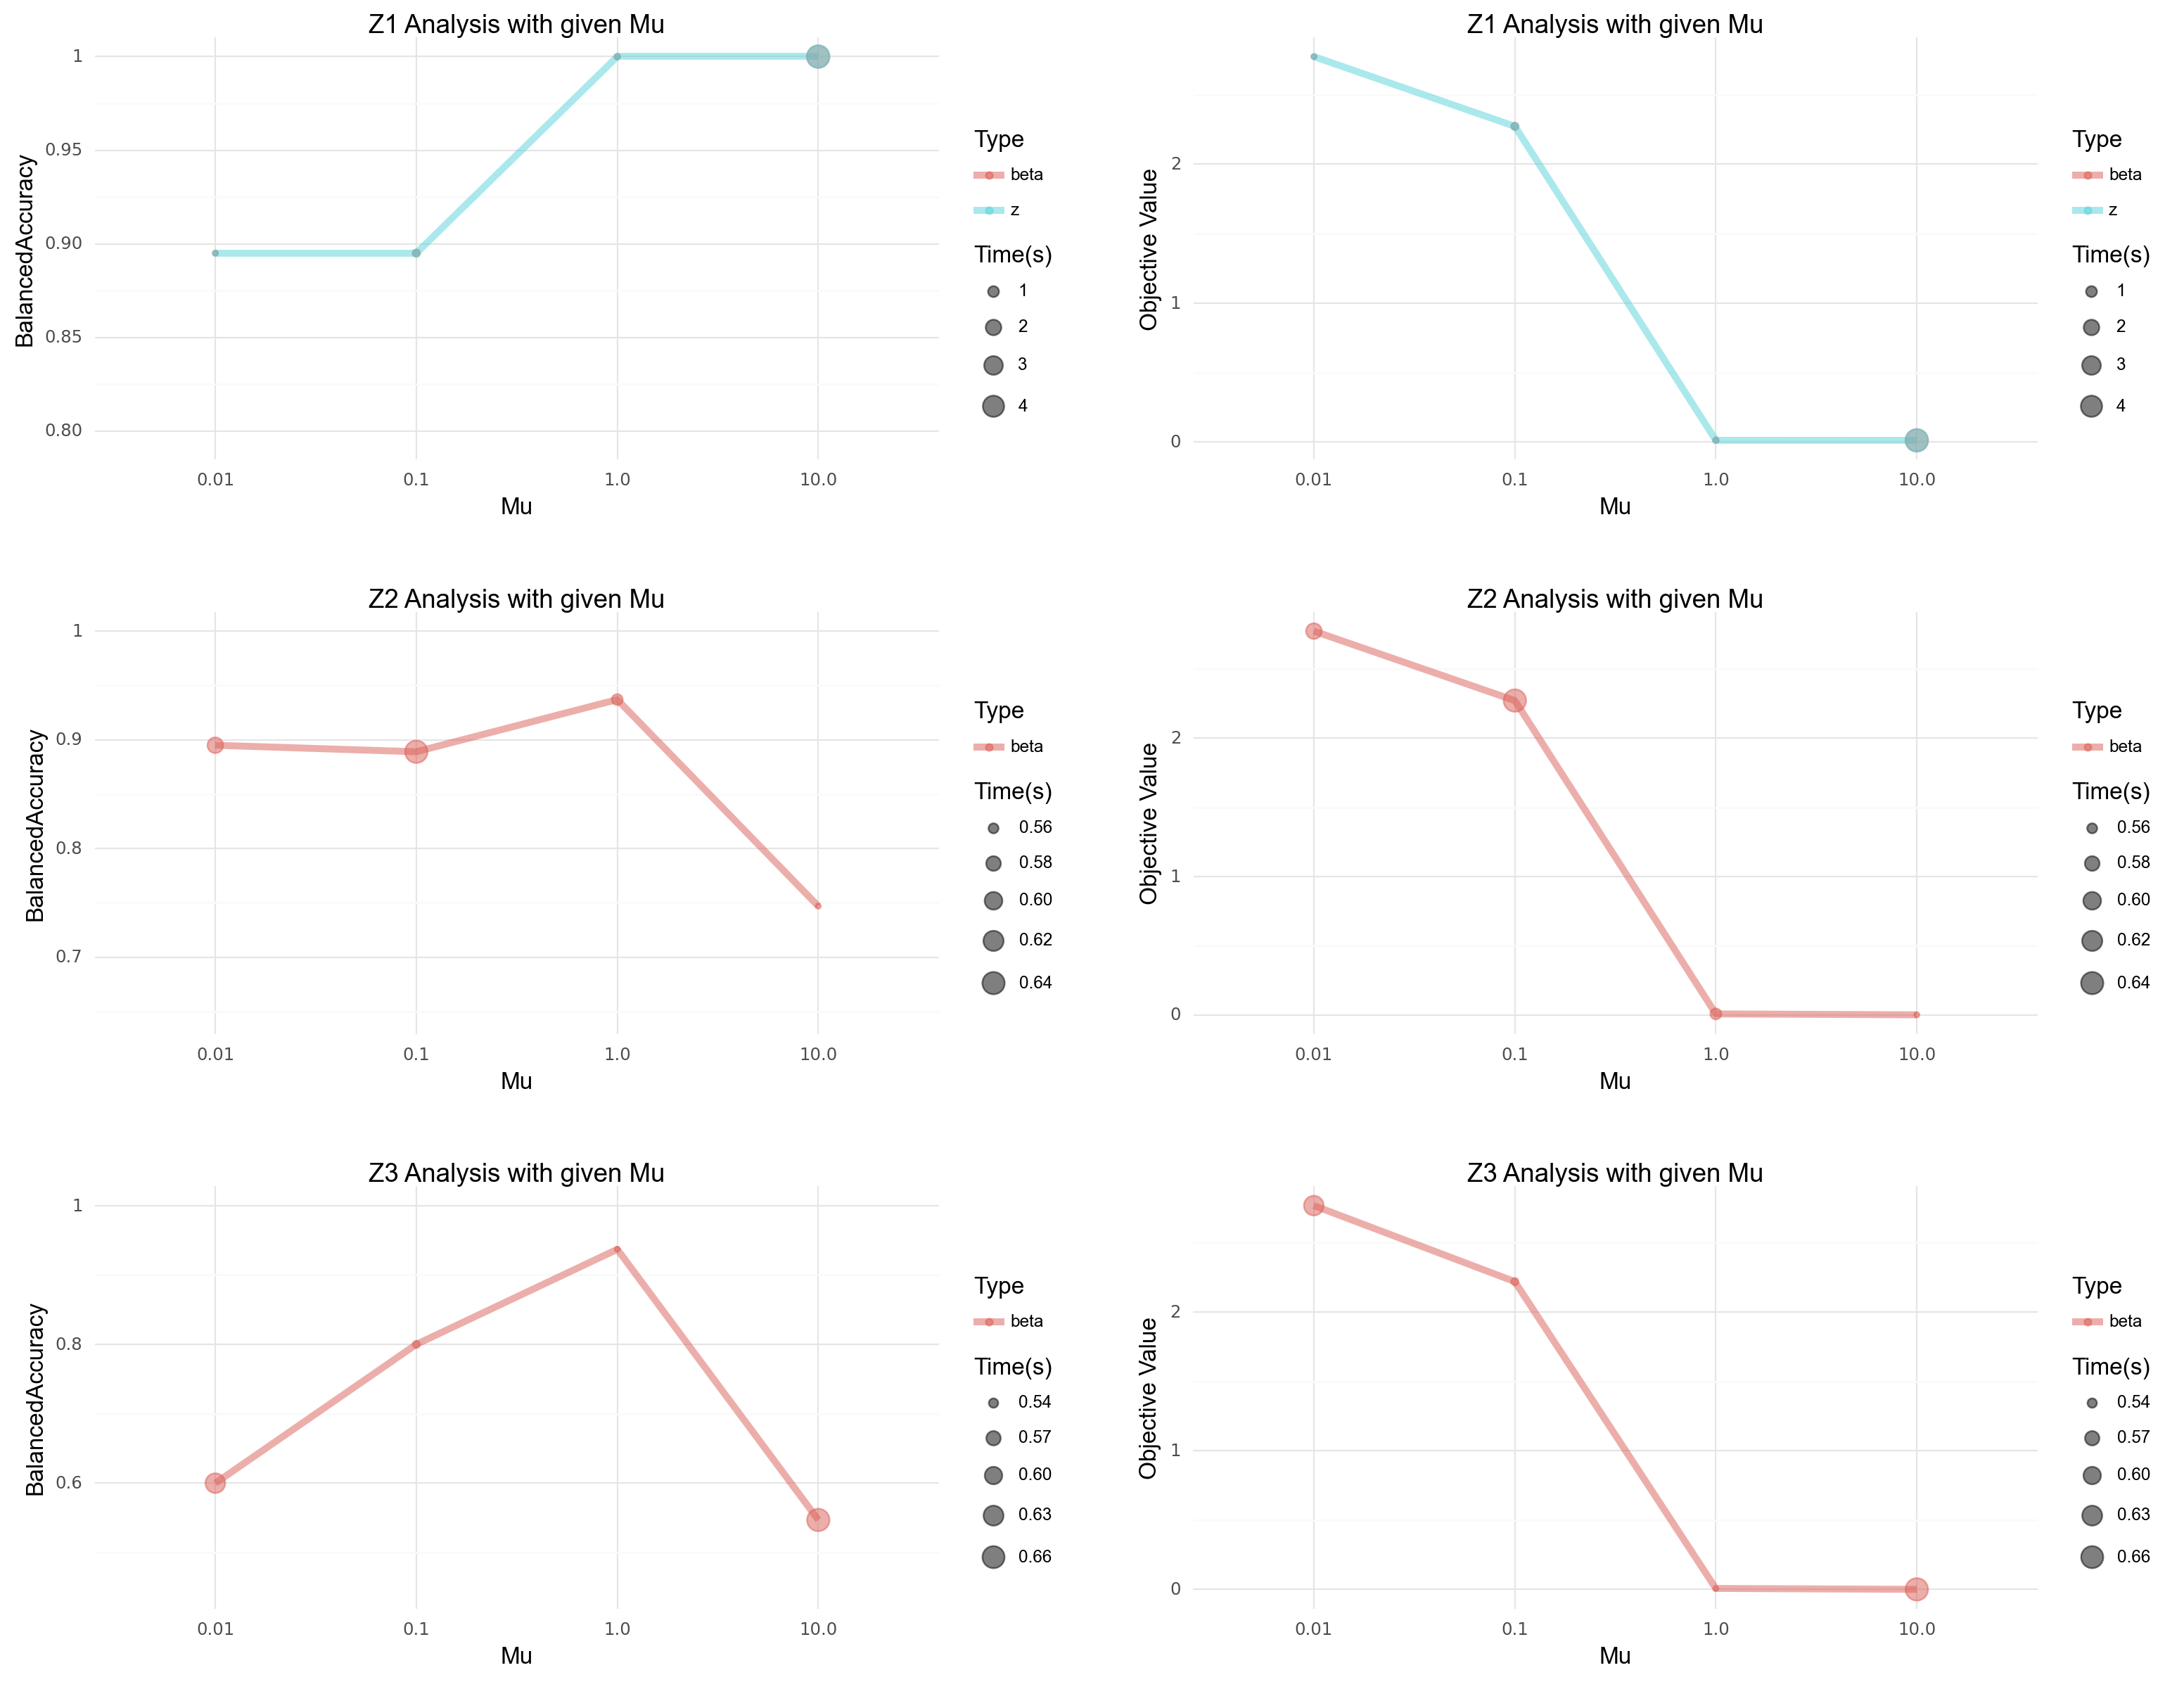 Z1 Analysis with given Mu
BalancedAccuracy
1
0.95
0.90
0.85
0.80
0.01 0.1 1.0 10.0
Mu
Type
beta
z
Time(s)
1
2
3
4
Z1 Analysis with given Mu
Objective Value
2
1
0
0.01 0.1 1.0 10.0
Mu
Type
beta
z
Time(s)
1
2
3
4
Z2 Analysis with given Mu
BalancedAccuracy
1
0.9
0.8
0.7
0.01 0.1 1.0 10.0
Mu
Type
beta
Time(s)
0.56
0.58
0.60
0.62
0.64
Z2 Analysis with given Mu
Objective Value
2
1
0
0.01 0.1 1.0 10.0
Mu
Type
beta
Time(s)
0.56
0.58
0.60
0.62
0.64
Z3 Analysis with given Mu
BalancedAccuracy
1
0.8
0.6
0.01 0.1 1.0 10.0
Mu
Type
beta
Time(s)
0.54
0.57
0.60
0.63
0.66
Z3 Analysis with given Mu
Objective Value
2
1
0
0.01 0.1 1.0 10.0
Mu
Type
beta
Time(s)
0.54
0.57
0.60
0.63
0.66